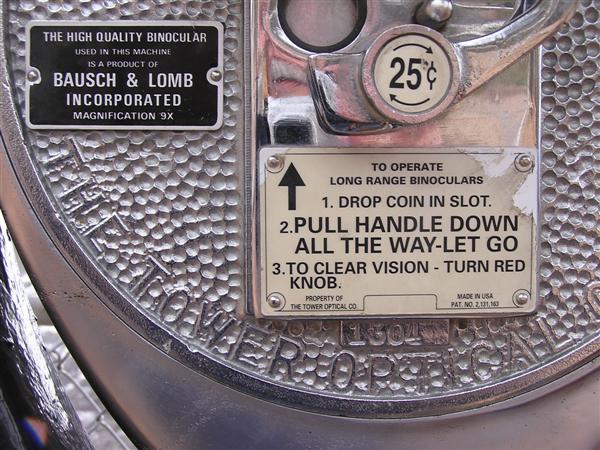 THE HIGH QUALITY BINOCULAR
USED IN THIS MACHINE
IS A PRODUCT OF
BAUSCH & LOMB
INCORPORATED
MAGNIFICATION 9X
25¢
TO OPERATE
LONG RANGE BINOCULARS
1. DROP COIN IN SLOT.
2. PULL HANDLE DOWN
ALL THE WAY-LET GO
3. TO CLEAR VISION - TURN RED
KNOB.
PROPERTY OF
THE TOWER OPTICAL CO.
MADE IN USA
PAT. NO. 2,131,163
1304
THE TOWER OPTICAL